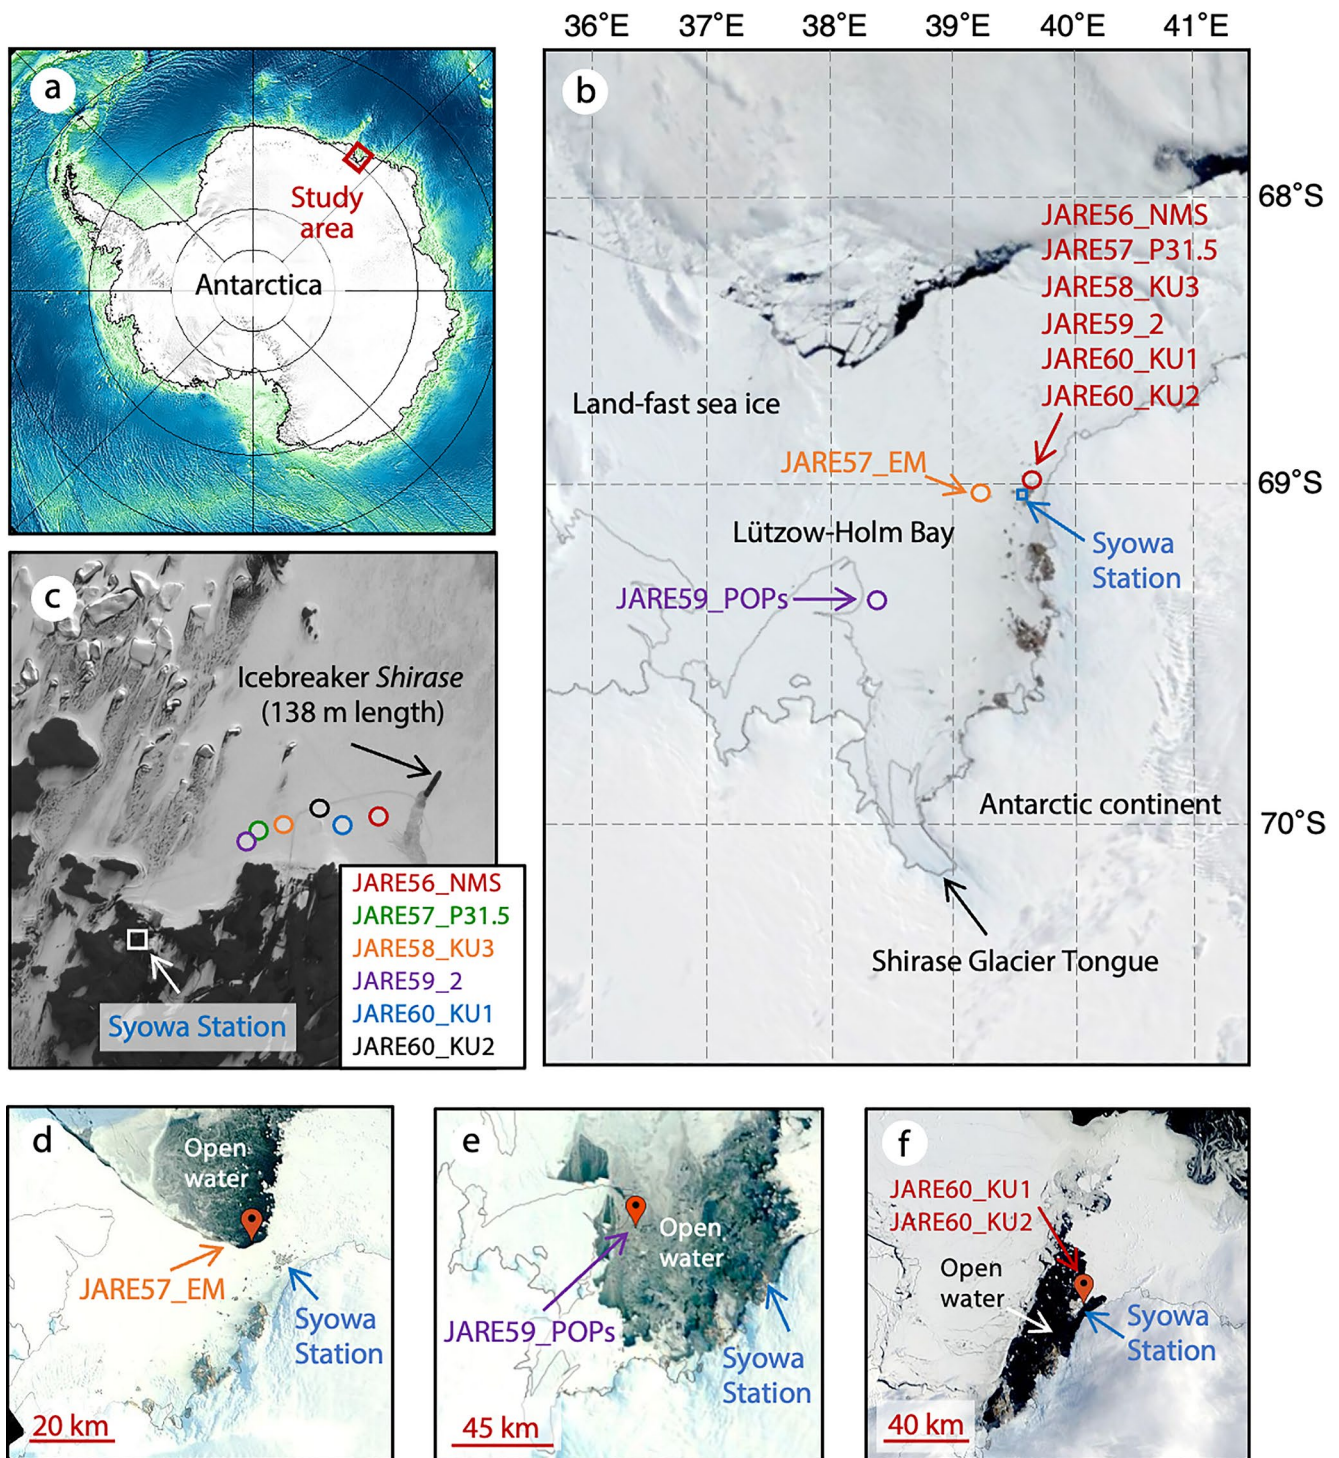 36°E 37°E 38°E 39°E 40°E 41°E
a
Study
area
Antarctica
b
68°S
JARE56_NMS
JARE57_P31.5
JARE58_KU3
JARE59_2
JARE60_KU1
JARE60_KU2
Land-fast sea ice
JARE57_EM
69°S
Lützow-Holm Bay
Syowa
Station
JARE59_POPs
Antarctic continent
70°S
Shirase Glacier Tongue
c
Icebreaker Shirase
(138 m length)
JARE56_NMS
JARE57_P31.5
JARE58_KU3
JARE59_2
JARE60_KU1
JARE60_KU2
Syowa Station
d
Open
water
JARE57_EM
Syowa
Station
20 km
e
Open
water
JARE59_POPs
Syowa
Station
45 km
f
JARE60_KU1
JARE60_KU2
Open
water
Syowa
Station
40 km